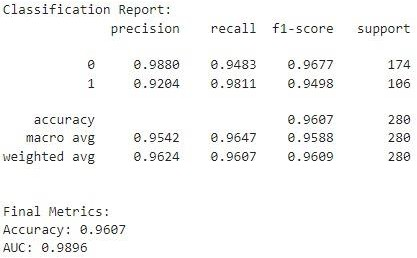 Classification Report:
precision recall f1-score support
0 0.9880 0.9483 0.9677 174
1 0.9204 0.9811 0.9498 106
accuracy 0.9607 280
macro avg 0.9542 0.9647 0.9588 280
weighted avg 0.9624 0.9607 0.9609 280
Final Metrics:
Accuracy: 0.9607
AUC: 0.9896